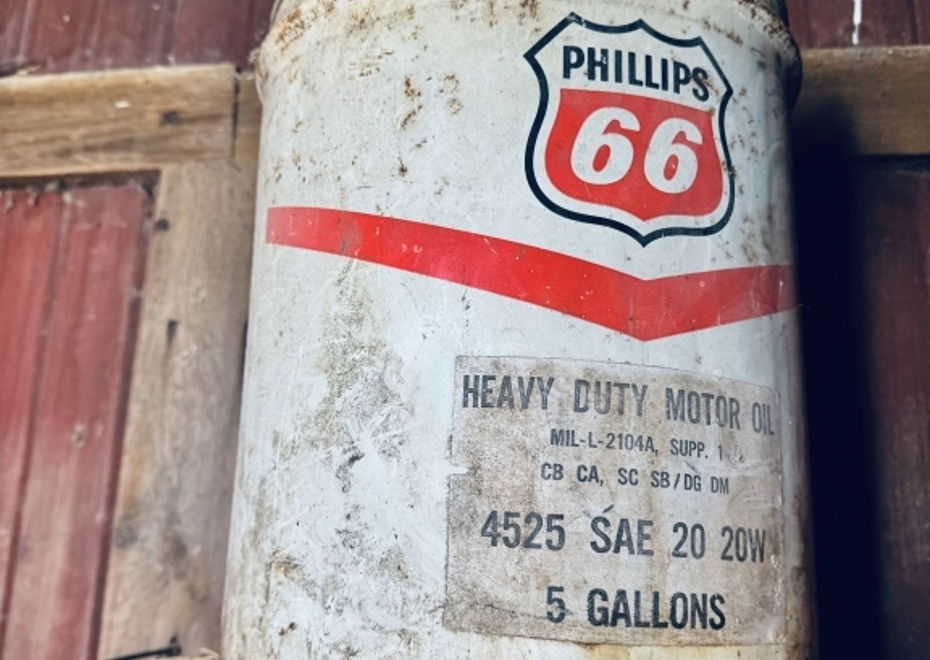 PHILLIPS
66
HEAVY DUTY MOTOR OIL
MIL-L-2104A, SUPP. 1
CB CA, SC SB/DG DM
4525 SAE 20 20W
5 GALLONS